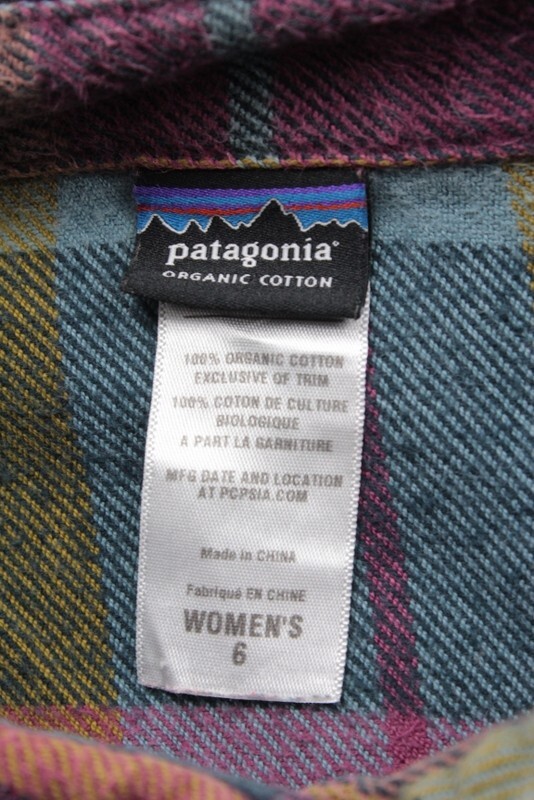 patagonia®
ORGANIC COTTON
100% ORGANIC COTTON
EXCLUSIVE OF TRIM
100% COTON DE CULTURE
BIOLOGIQUE
A PART LA GARNITURE
MFG DATE AND LOCATION
AT PCPSIA.COM
Made in CHINA
Fabriqué EN CHINE
WOMEN'S
6